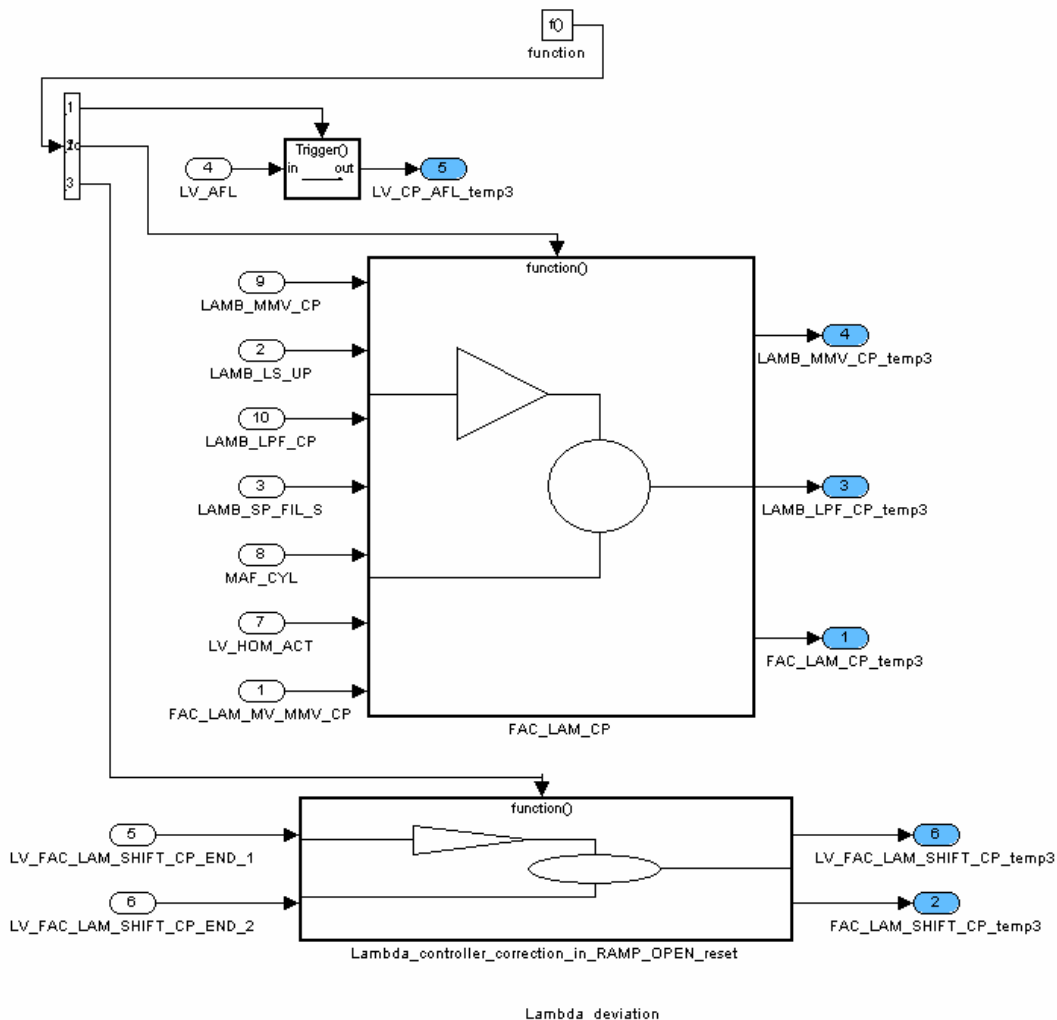 f()
function
1
2
3
Trigger()
in
out
4
LV_AFL
5
LV_CP_AFL_temp3
function()
9
LAMB_MMV_CP
2
LAMB_LS_UP
10
LAMB_LPF_CP
3
LAMB_SP_FIL_S
8
MAF_CYL
7
LV_HOM_ACT
1
FAC_LAM_MV_MMV_CP
4
LAMB_MMV_CP_temp3
3
LAMB_LPF_CP_temp3
1
FAC_LAM_CP_temp3
FAC_LAM_CP
function()
5
LV_FAC_LAM_SHIFT_CP_END_1
6
LV_FAC_LAM_SHIFT_CP_END_2
6
LV_FAC_LAM_SHIFT_CP_temp3
2
FAC_LAM_SHIFT_CP_temp3
Lambda_controller_correction_in_RAMP_OPEN_reset
Lambda_deviation